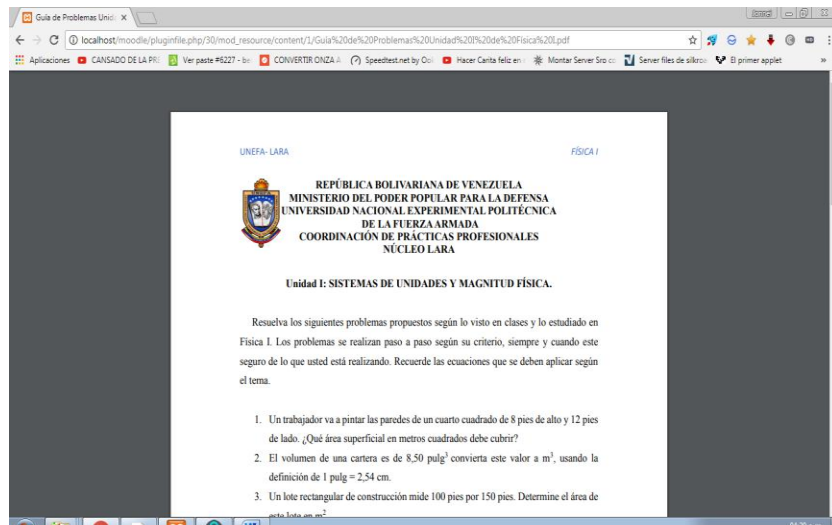 Guía de Problemas Unid
localhost/moodle/pluginfile.php/30/mod_resource/content/1/Guía%20de%20Problemas%20Unidad%20I%20de%20Física%20I.pdf
Aplicaciones CANSADO DE LA PRE Ver paste #6227 - be CONVERTIR ONZA A Speedtest.net by Ool Hacer Carita feliz en Montar Server Sro co Server files de silkroa El primer applet »
UNEFA- LARA FÍSICA I
REPÚBLICA BOLIVARIANA DE VENEZUELA
MINISTERIO DEL PODER POPULAR PARA LA DEFENSA
UNIVERSIDAD NACIONAL EXPERIMENTAL POLITÉCNICA
DE LA FUERZA ARMADA
COORDINACIÓN DE PRÁCTICAS PROFESIONALES
NÚCLEO LARA
Unidad I: SISTEMAS DE UNIDADES Y MAGNITUD FÍSICA.
Resuelva los siguientes problemas propuestos según lo visto en clases y lo estudiado en
Física I. Los problemas se realizan paso a paso según su criterio, siempre y cuando este
seguro de lo que usted está realizando. Recuerde las ecuaciones que se deben aplicar según
el tema.
1. Un trabajador va a pintar las paredes de un cuarto cuadrado de 8 pies de alto y 12 pies
de lado. ¿Qué área superficial en metros cuadrados debe cubrir?
2. El volumen de una cartera es de 8,50 pulg³ convierta este valor a m³, usando la
definición de 1 pulg = 2,54 cm.
3. Un lote rectangular de construcción mide 100 pies por 150 pies. Determine el área de
este lote en m²